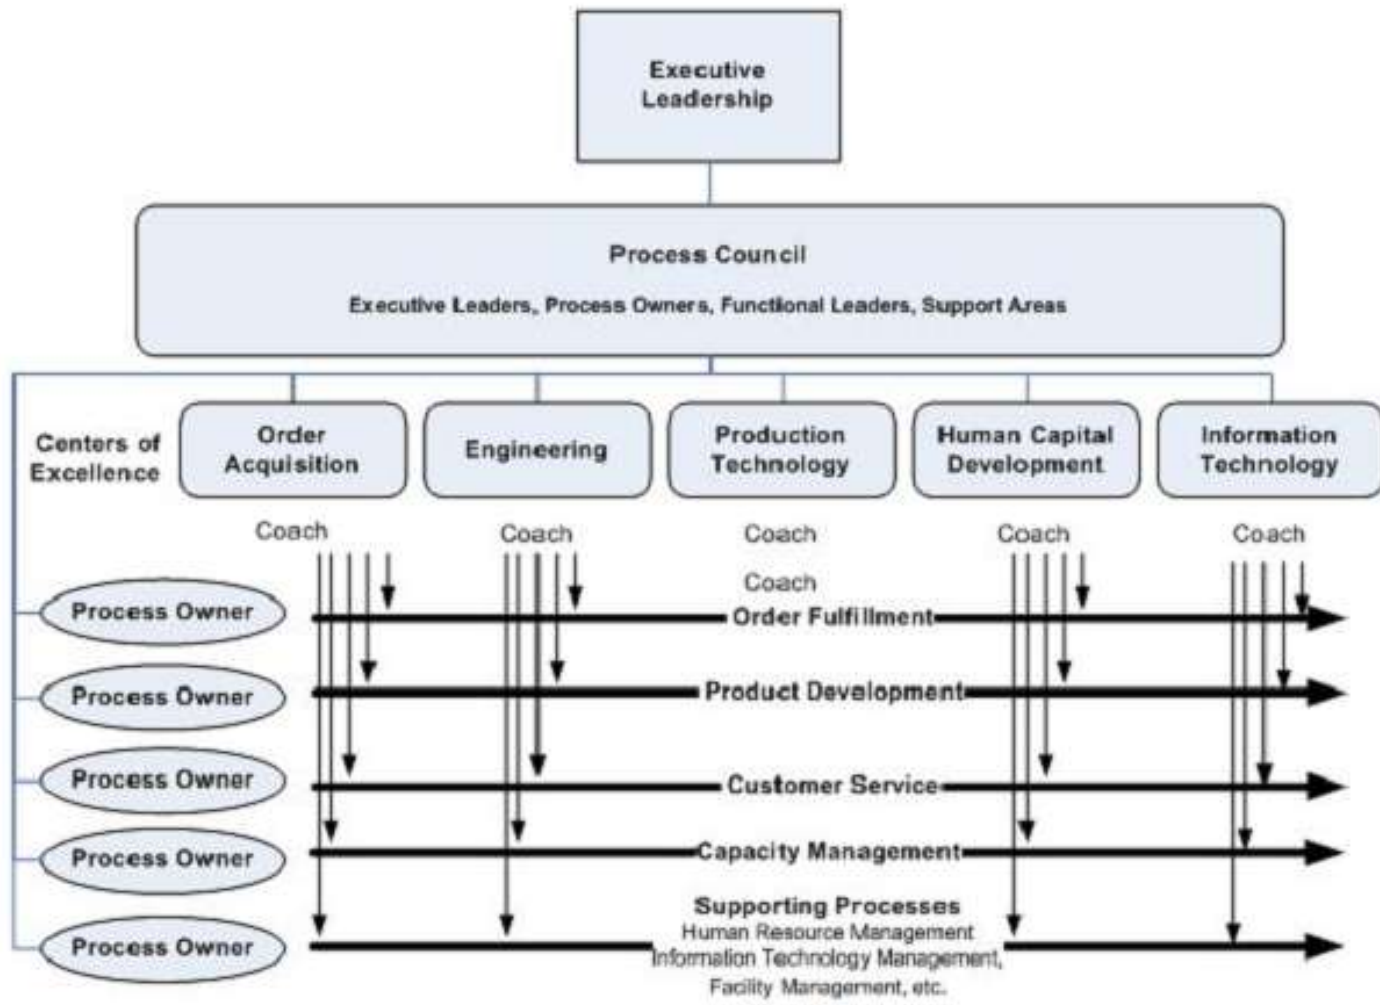 Executive
Leadership
Process Council
Executive Leaders, Process Owners, Functional Leaders, Support Areas
Centers of
Excellence
Order
Acquisition
Engineering
Production
Technology
Human Capital
Development
Information
Technology
Coach
Coach
Coach
Coach
Coach
Coach
Process Owner
Order Fulfillment
Process Owner
Product Development
Process Owner
Customer Service
Process Owner
Capacity Management
Process Owner
Supporting Processes
Human Resource Management
Information Technology Management,
Facility Management, etc.